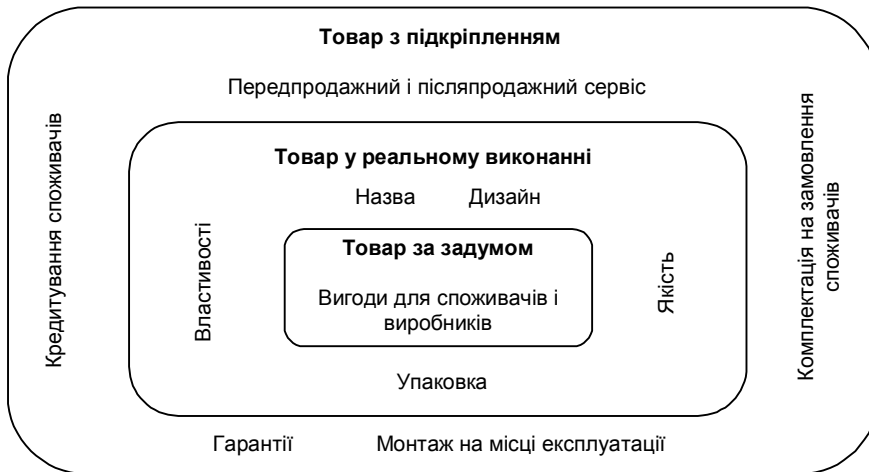 Товар з підкріпленням
Передпродажний і післяпродажний сервіс
Кредитування споживачів
Товар у реальному виконанні
Назва Дизайн
Властивості
Товар за задумом
Вигоди для споживачів і
виробників
Якість
Упаковка
Комплектація на замовлення
споживачів
Гарантії Монтаж на місці експлуатації